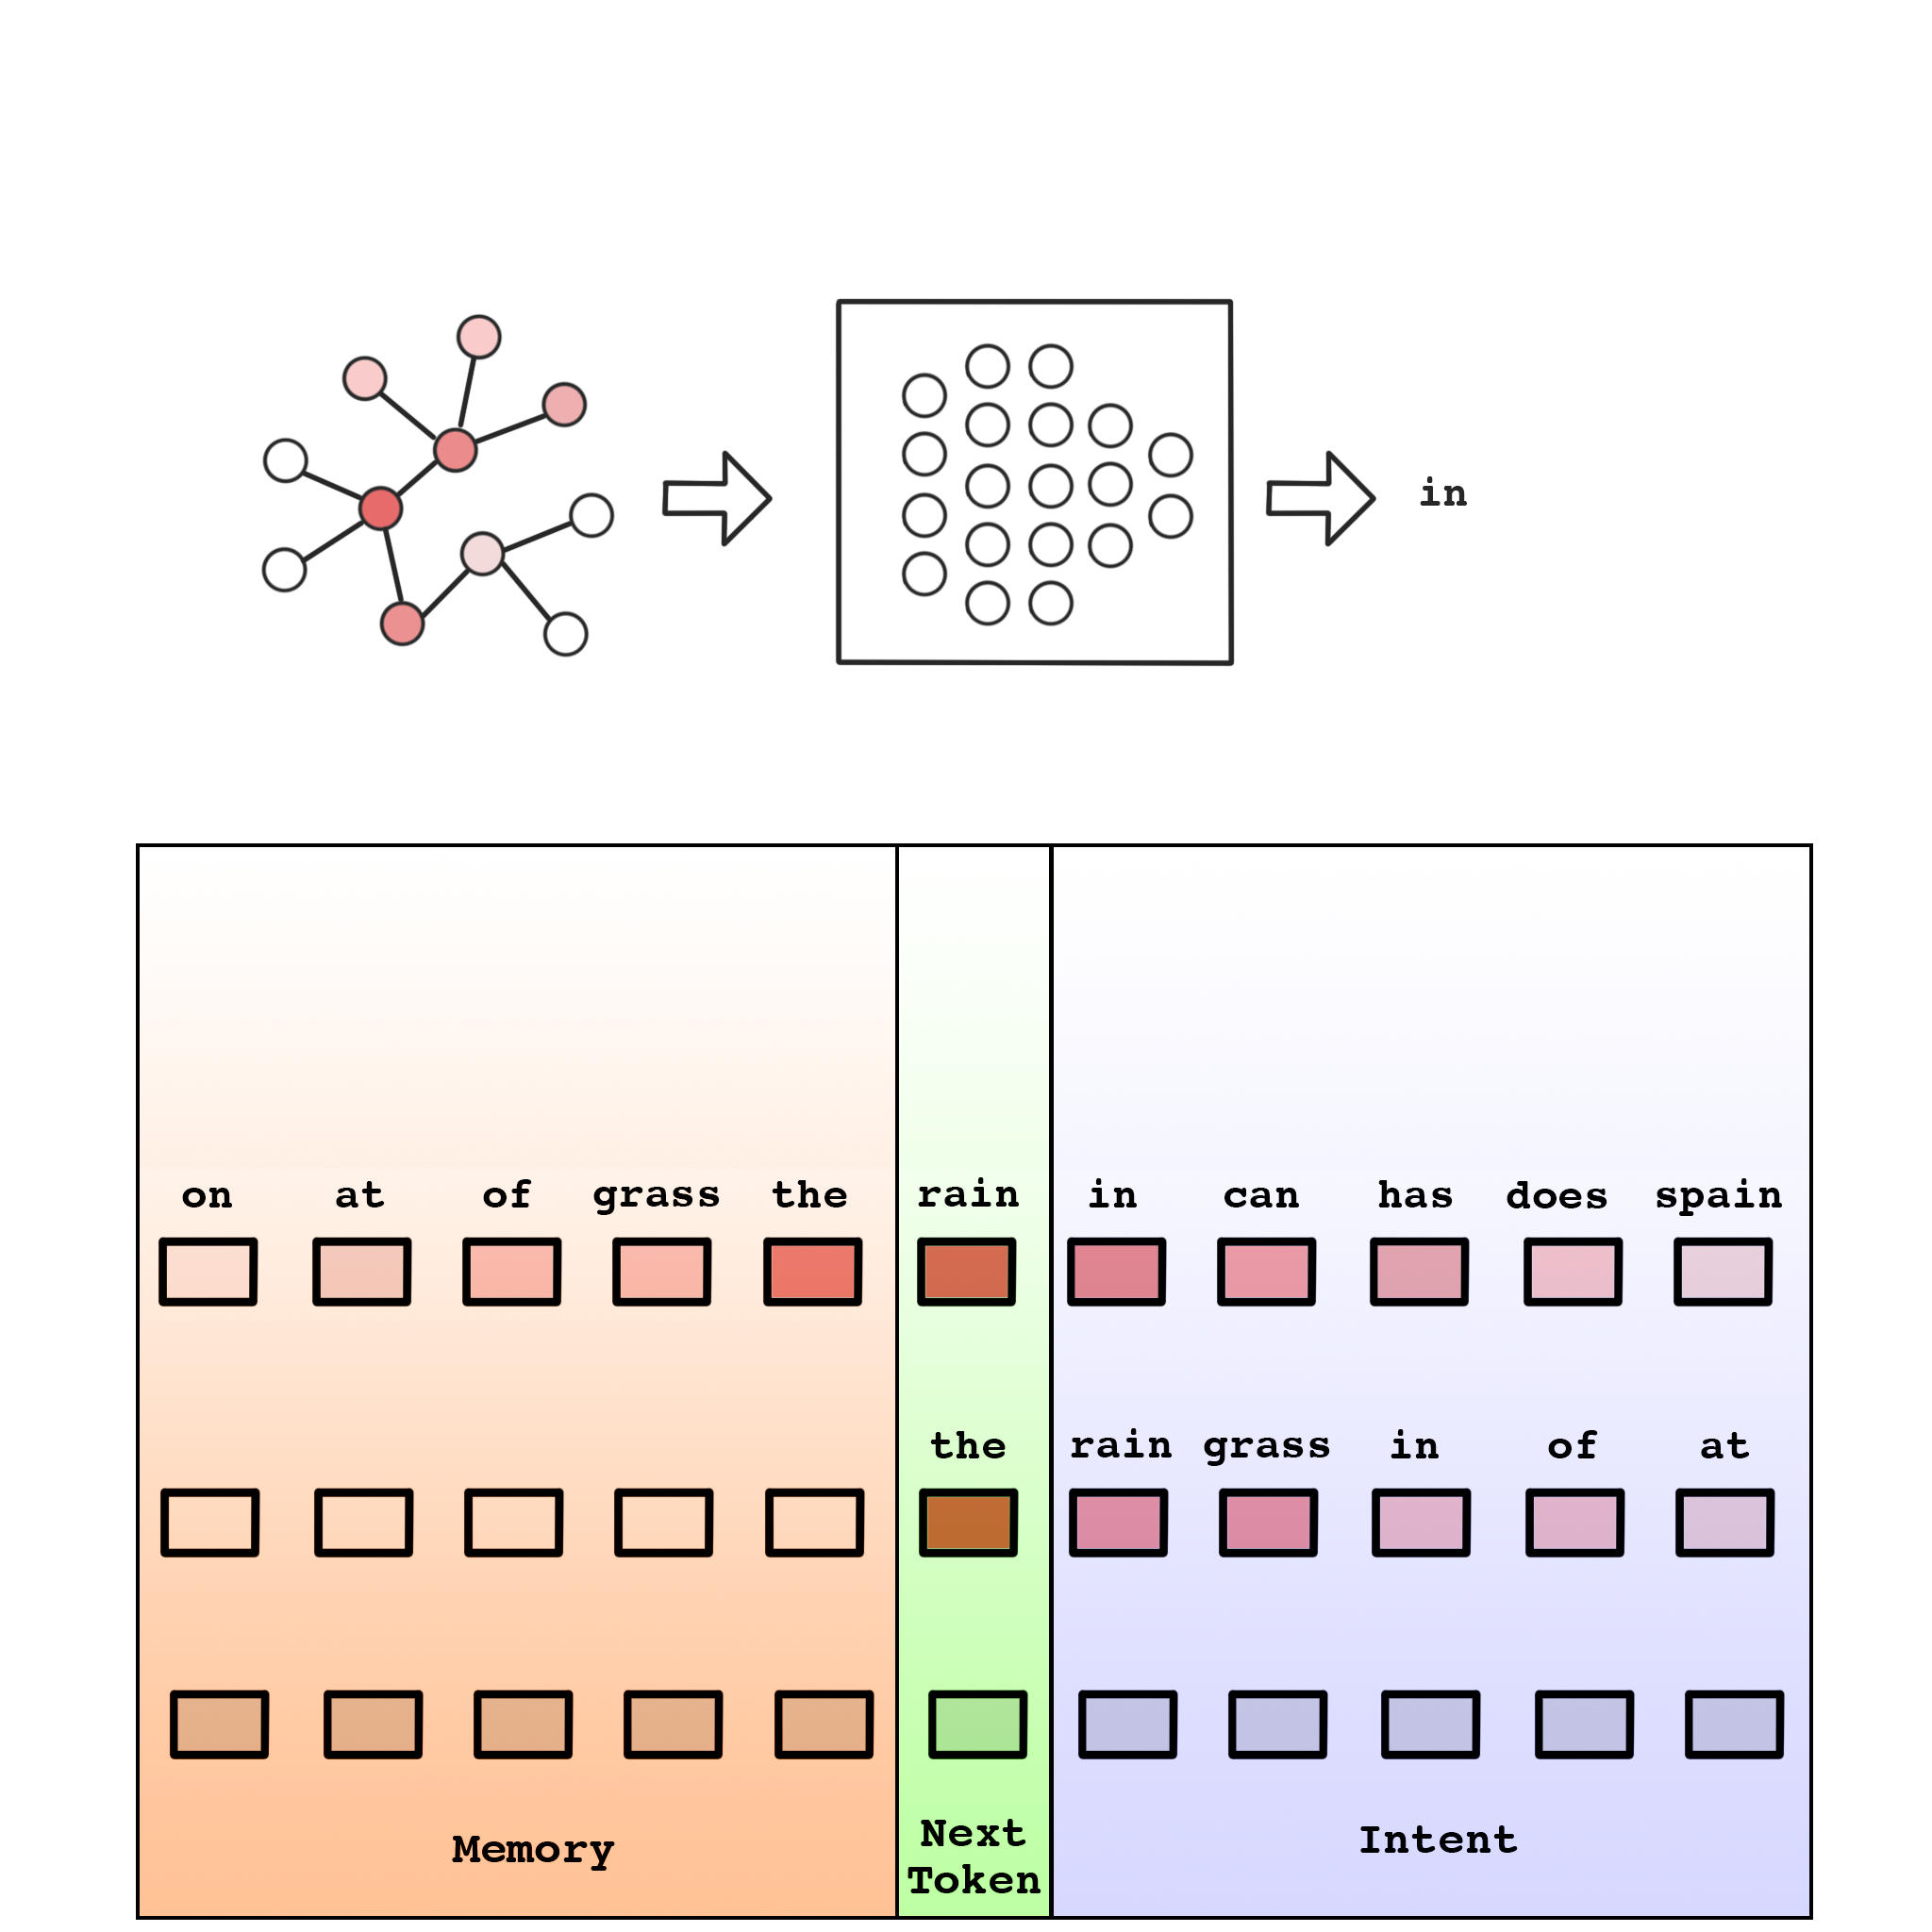 in
on at of grass the rain in can has does spain
the rain grass in of at
Memory
Next
Token
Intent